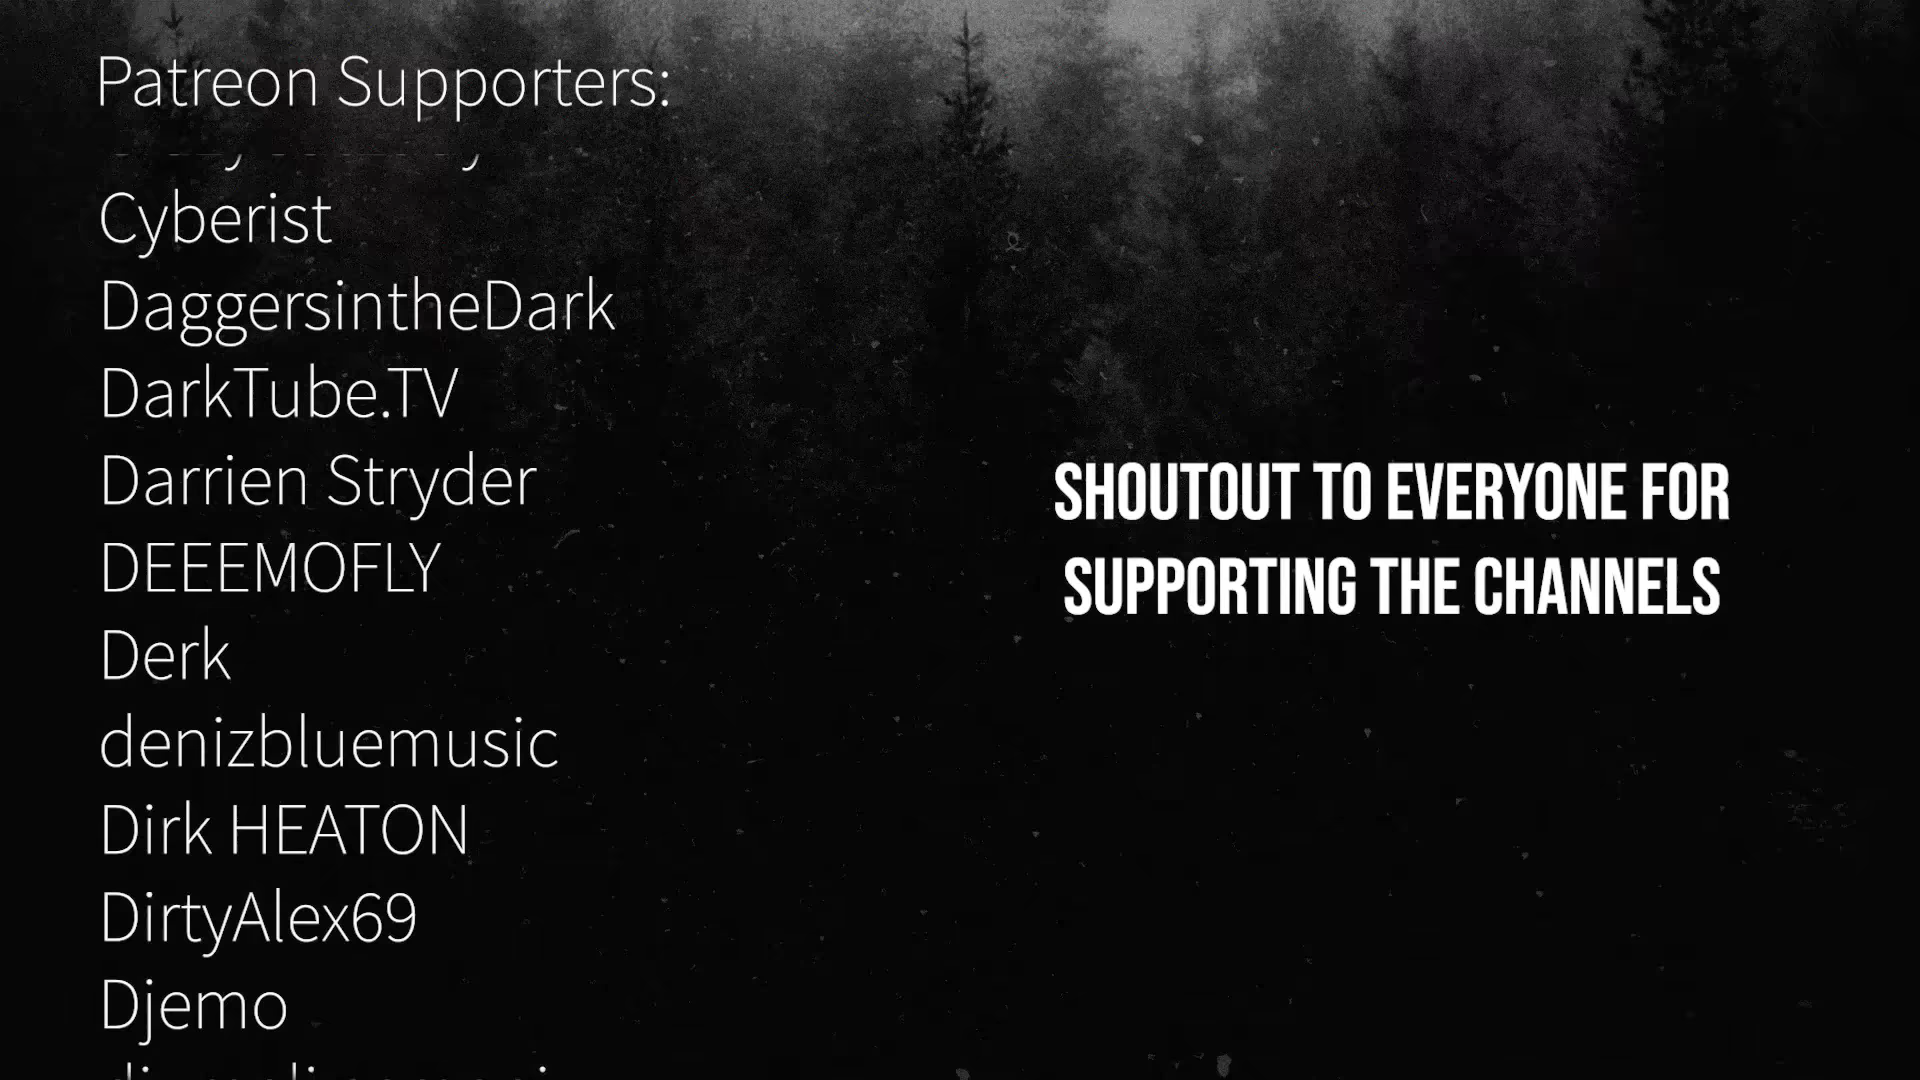 Patreon Supporters:
Cyberist
DaggersintheDark
DarkTube.TV
Darrien Stryder
DEEEMOFLY
Derk
denizbluemusic
Dirk HEATON
DirtyAlex69
Djemo
SHOUTOUT TO EVERYONE FOR
SUPPORTING THE CHANNELS